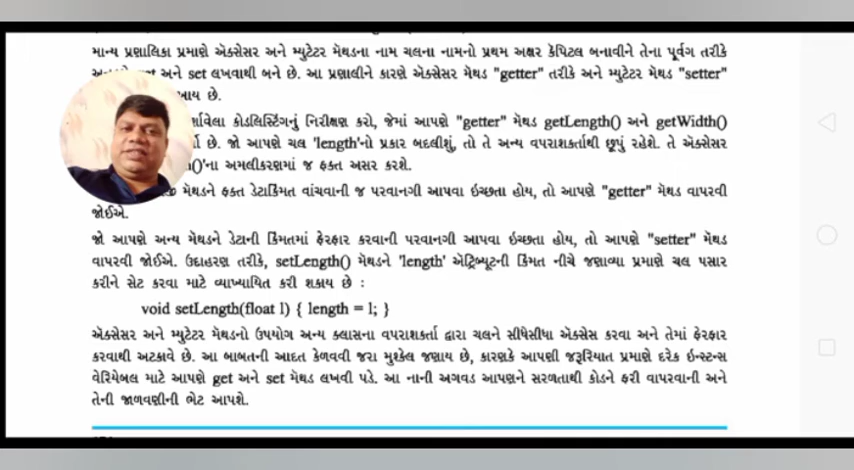 માન્ય પ્રણાલિકા પ્રમાણે ઍક્સેસર અને મ્યુટેટર મૅથડના નામ ચલના નામનો પ્રથમ અક્ષર કૅપિટલ બનાવીને તેના પૂર્વગ તરીકે
અને set લખવાથી બને છે. આ પ્રણાલીને કારણે ઍક્સેસર મૅથડ "getter" તરીકે અને મ્યુટેટર મૅથડ "setter"
છે.
કોડલિસ્ટિંગનું નિરીક્ષણ કરો, જેમાં આપણે "getter" મૅથડ getLength() અને getWidth()
છે. જો આપણે ચલ 'length'નો પ્રકાર બદલીશું, તો તે અન્ય વપરાશકર્તાથી છૂપું રહેશે. તે ઍક્સેસર
અમલીકરણમાં જ ફક્ત અસર કરશે.
મૅથડને ફક્ત ડેટાકિંમત વાંચવાની જ પરવાનગી આપવા ઇચ્છતા હોય, તો આપણે "getter" મૅથડ વાપરવી
જોઈએ.
જો આપણે અન્ય મૅથડને ડેટાની કિંમતમાં ફેરફાર કરવાની પરવાનગી આપવા ઇચ્છતા હોય, તો આપણે "setter" મૅથડ
વાપરવી જોઈએ. ઉદાહરણ તરીકે, setLength() મૅથડને 'length' ઍટ્રિબ્યૂટની કિંમત નીચે જણાવ્યા પ્રમાણે ચલ પસાર
કરીને સેટ કરવા માટે વ્યાખ્યાયિત કરી શકાય છે :
void setLength(float l) { length = l; }
ઍક્સેસર અને મ્યુટેટર મૅથડનો ઉપયોગ અન્ય ક્લાસના વપરાશકર્તા દ્વારા ચલને સીધેસીધા ઍક્સેસ કરવા અને તેમાં ફેરફાર
કરવાથી અટકાવે છે. આ બાબતની આદત કેળવવી જરા મુશ્કેલ જણાય છે, કારણકે આપણી જરૂરિયાત પ્રમાણે દરેક ઇન્સ્ટન્સ
વેરિયેબલ માટે આપણે get અને set મૅથડ લખવી પડે. આ નાની અગવડ આપણને સરળતાથી કોડને ફરી વાપરવાની અને
તેની જાળવણીની ભેટ આપશે.